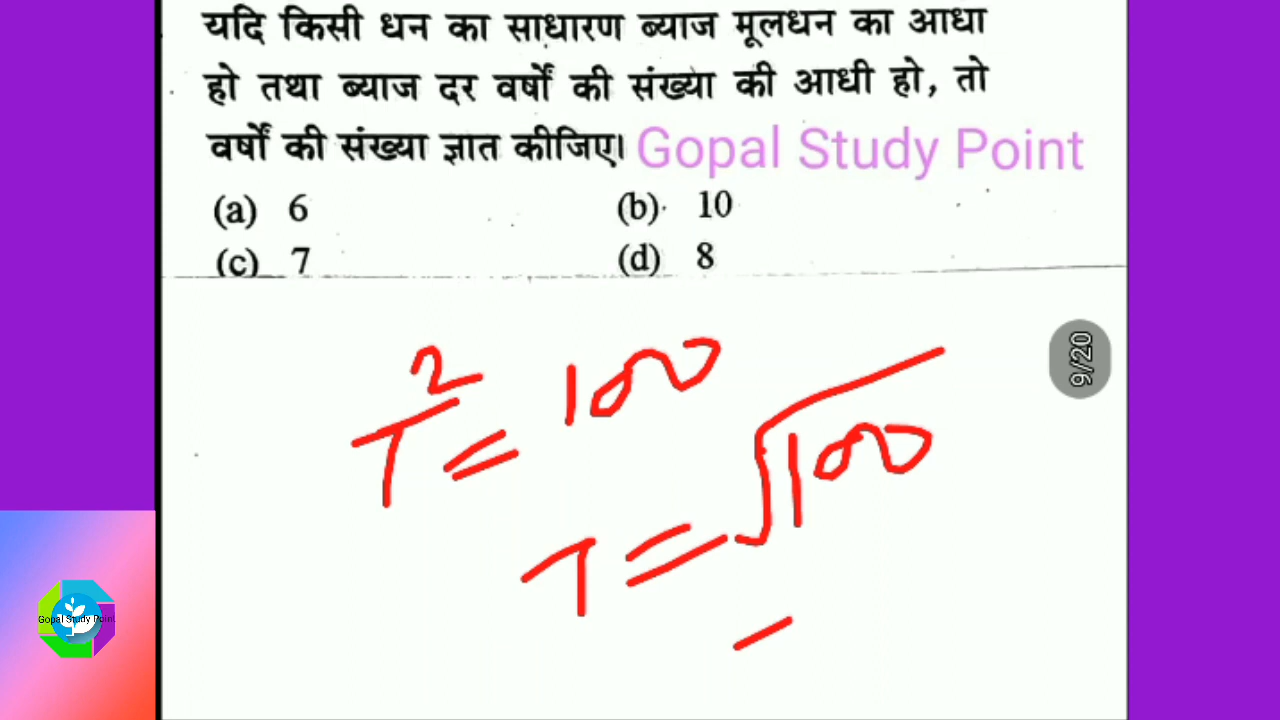 यदि किसी धन का साधारण ब्याज मूलधन का आधा
हो तथा ब्याज दर वर्षों की संख्या की आधी हो, तो
वर्षों की संख्या ज्ञात कीजिए। Gopal Study Point
(a) 6 (b) 10
(c) 7 (d) 8
T² = 100
T = √100
9/20
Gopal Study Point